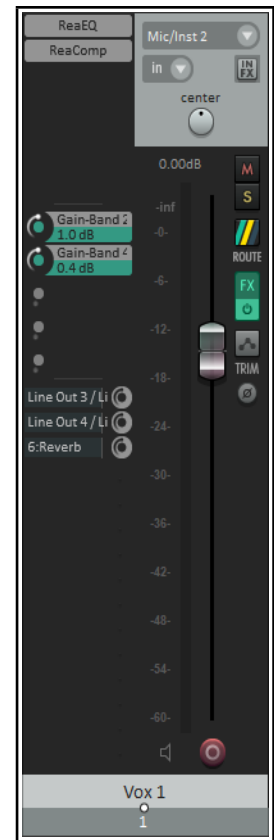 ReaEQ
ReaComp
Mic/Inst 2
in
IN
FX
center
0.00dB
M
-inf
S
Gain-Band 2
1.0 dB
-0-
ROUTE
Gain-Band 4
0.4 dB
-6-
FX
-12-
TRIM
-18-
Line Out 3 / Li
Line Out 4 / Li
-24-
6:Reverb
-30-
-36-
-42-
-48-
-54-
-60-
Vox 1
1